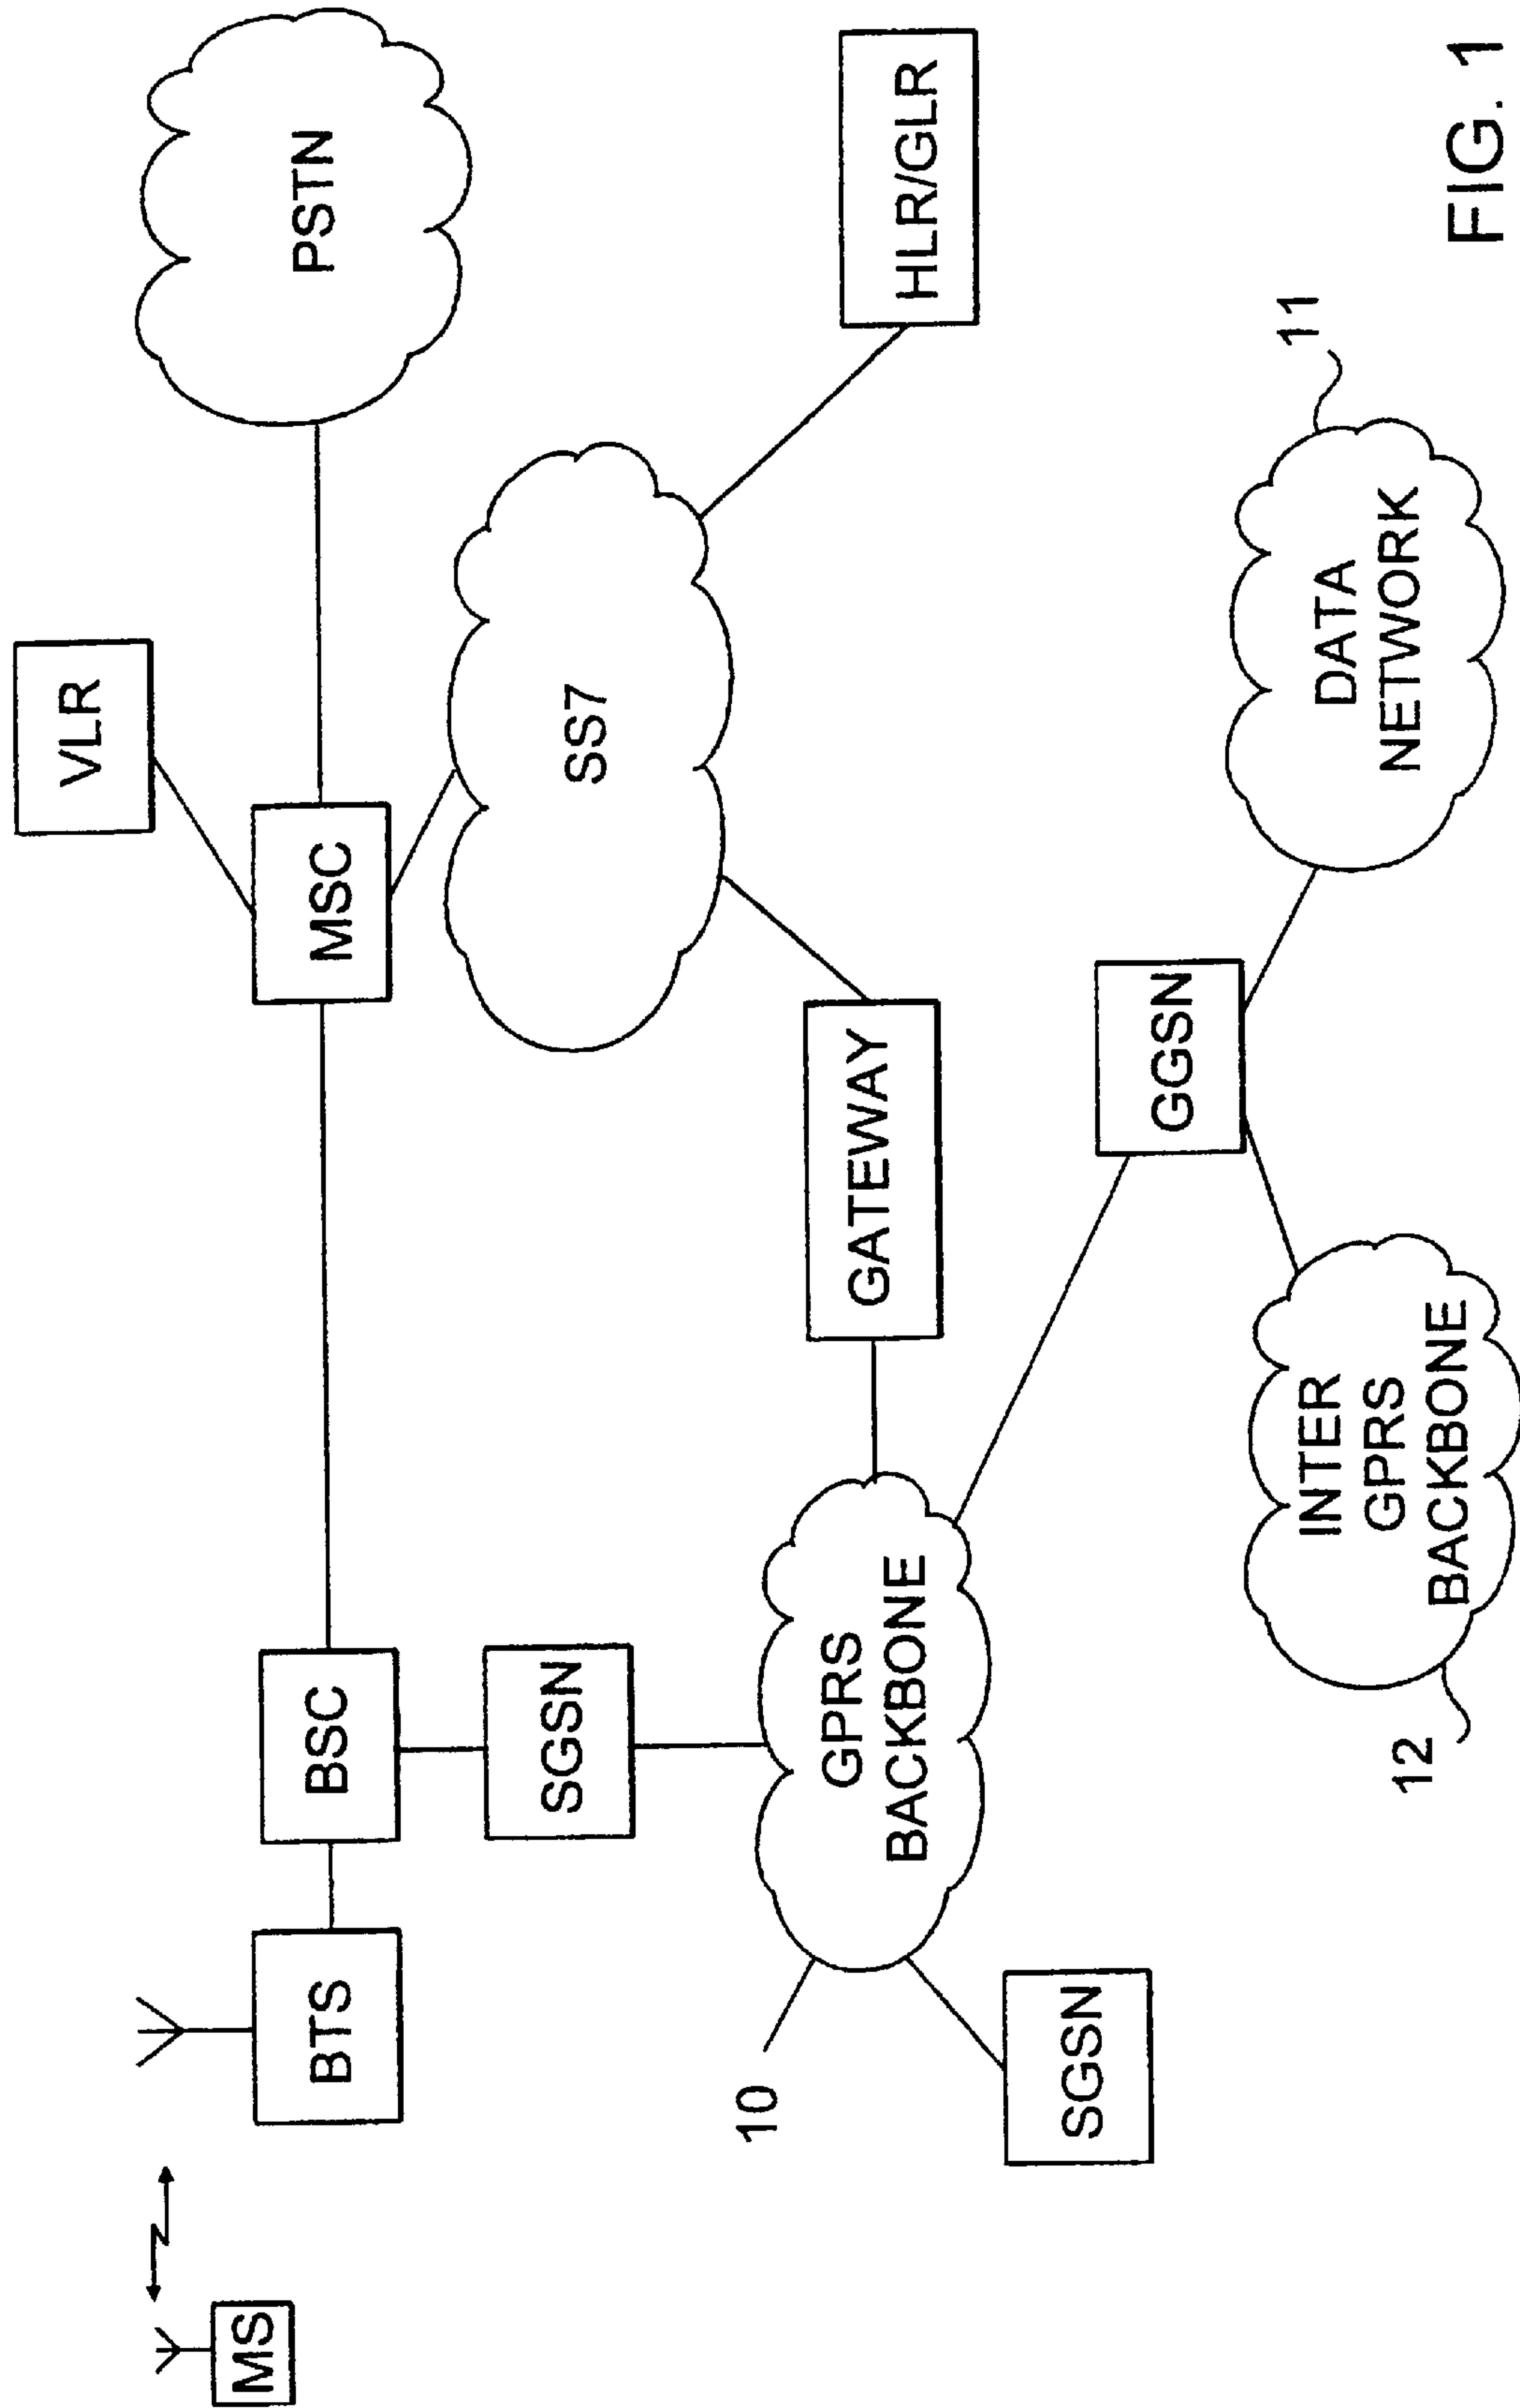 VLR
MS
BTS
BSC
MSC
PSTN
SGSN
SS7
10
GPRS
BACKBONE
GATEWAY
HLR/GLR
SGSN
GGSN
12
INTER
GPRS
BACKBONE
DATA
NETWORK
11
FIG. 1